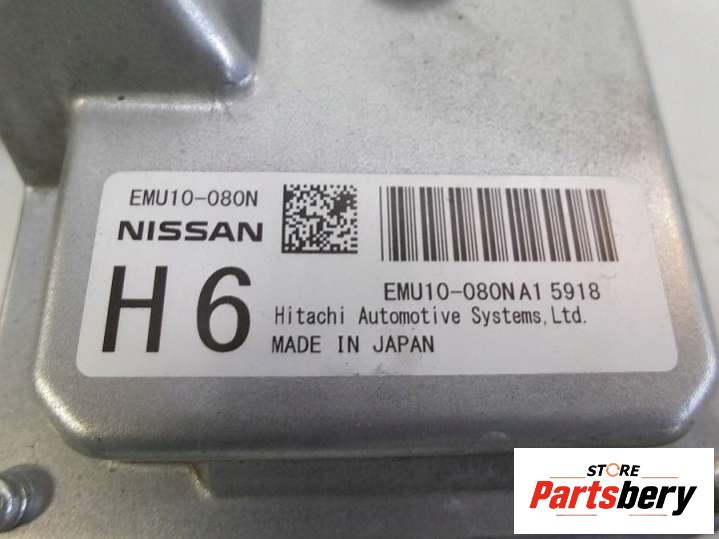 EMU10-080N
NISSAN
H6
EMU10-080NA1 5918
Hitachi Automotive Systems,Ltd.
MADE IN JAPAN
STORE
Partsbery